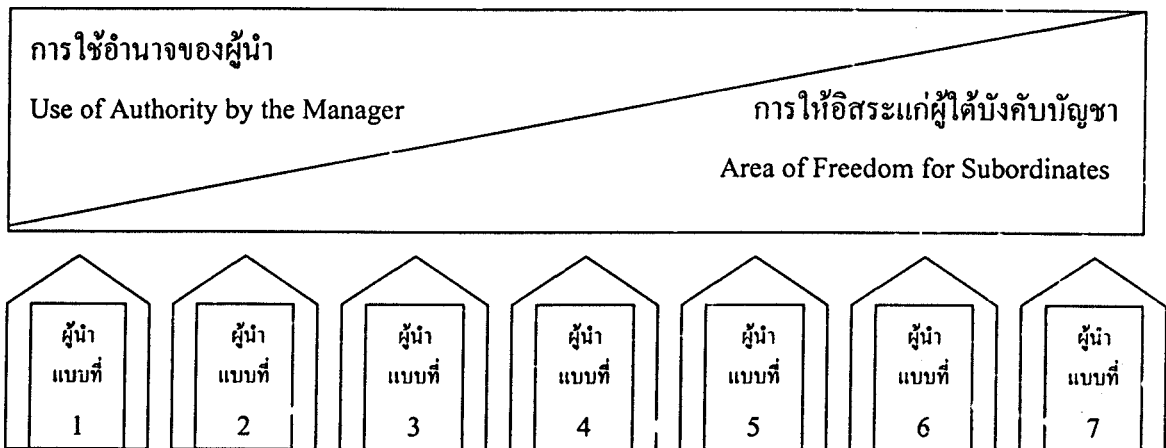 การใช้อำนาจของผู้นำ
Use of Authority by the Manager
การให้อิสระแก่ผู้ใต้บังคับบัญชา
Area of Freedom for Subordinates
ผู้นำ
แบบที่
1
ผู้นำ
แบบที่
2
ผู้นำ
แบบที่
3
ผู้นำ
แบบที่
4
ผู้นำ
แบบที่
5
ผู้นำ
แบบที่
6
ผู้นำ
แบบที่
7